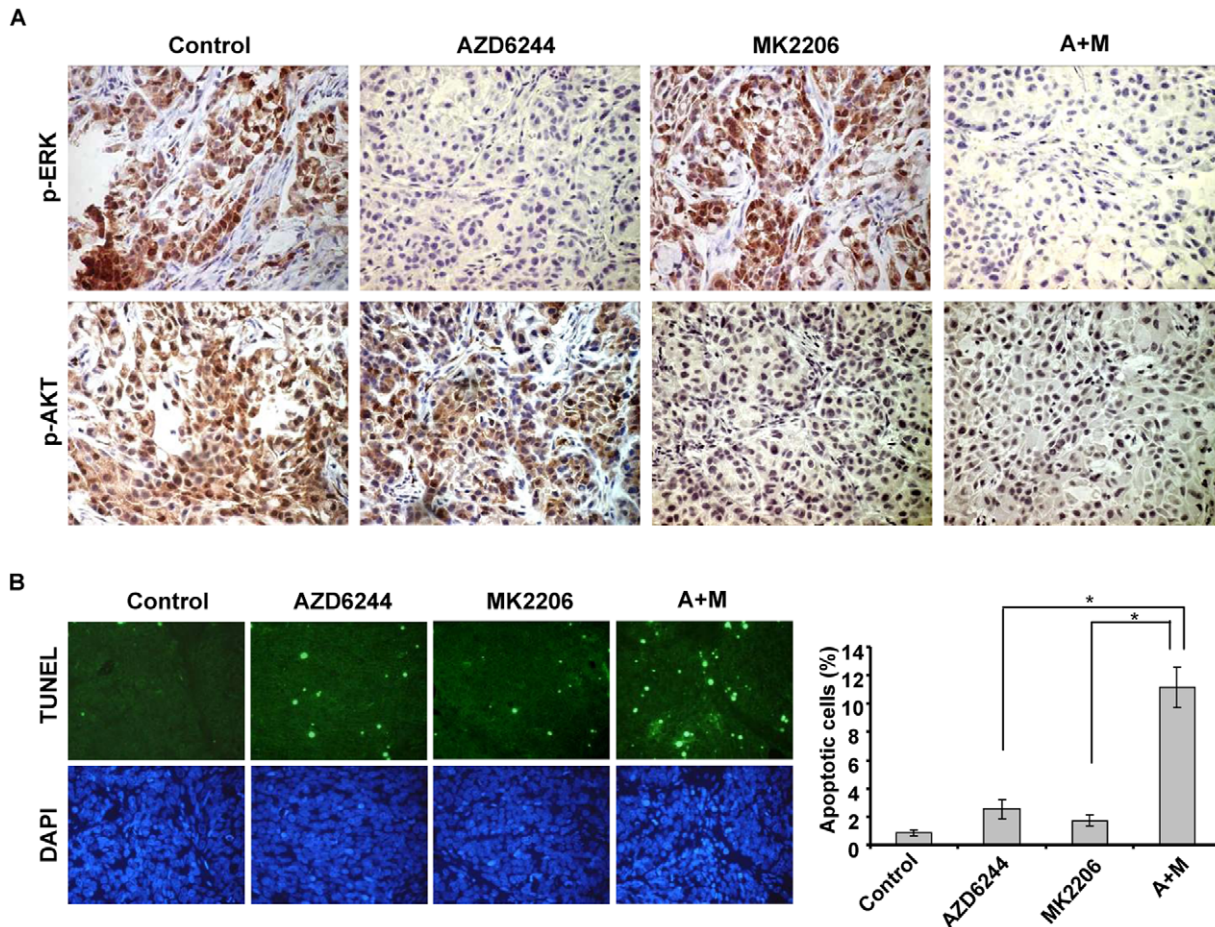 A
Control AZD6244 MK2206 A+M
p-ERK
p-AKT
B
Control AZD6244 MK2206 A+M
TUNEL
DAPI
* 
*
Apoptotic cells (%)
14
12
10
8
6
4
2
0
Control AZD6244 MK2206 A+M